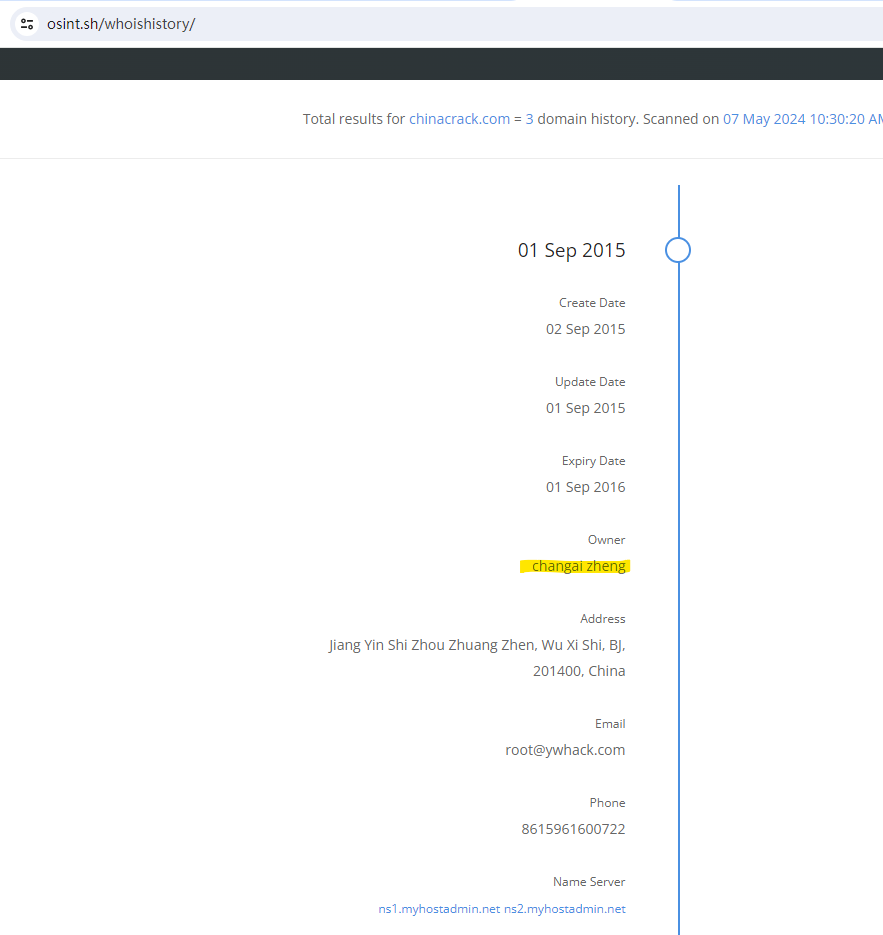 osint.sh/whoishistory/
Total results for chinacrack.com = 3 domain history. Scanned on 07 May 2024 10:30:20 AM
01 Sep 2015
Create Date
02 Sep 2015
Update Date
01 Sep 2015
Expiry Date
01 Sep 2016
Owner
changai zheng
Address
Jiang Yin Shi Zhou Zhuang Zhen, Wu Xi Shi, BJ,
201400, China
Email
root@ywhack.com
Phone
8615961600722
Name Server
ns1.myhostadmin.net ns2.myhostadmin.net